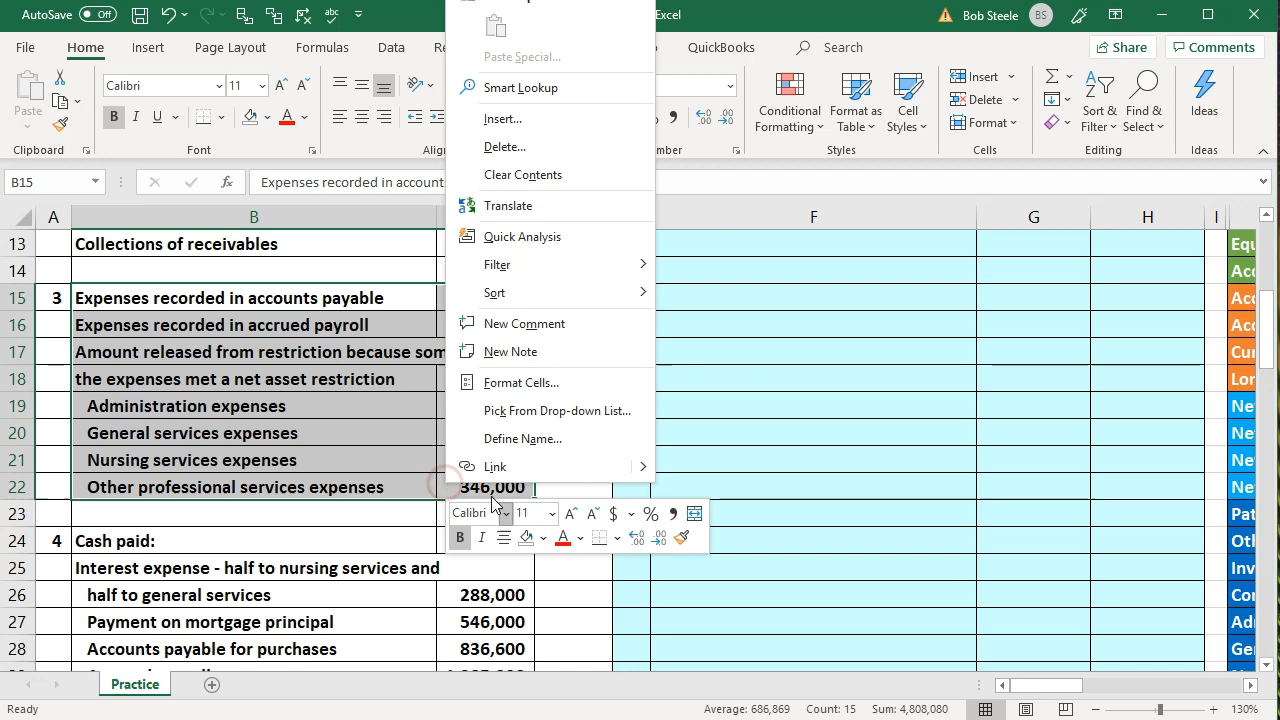 AutoSave Off
Excel
Bob Steele BS
File Home Insert Page Layout Formulas Data QuickBooks Search Share Comments
Paste
Calibri 11
B I U
Conditional Formatting
Format as Table
Cell Styles
Insert
Delete
Format
Sort & Filter
Find & Select
Ideas
Clipboard Font Styles Cells Editing Ideas
B15 fx Expenses recorded in account
A B F G H I
13 Collections of receivables
14
15 3 Expenses recorded in accounts payable
16 Expenses recorded in accrued payroll
17 Amount released from restriction because som
18 the expenses met a net asset restriction
19 Administration expenses
20 General services expenses
21 Nursing services expenses
22 Other professional services expenses 346,000
23
24 4 Cash paid:
25 Interest expense - half to nursing services and
26 half to general services 288,000
27 Payment on mortgage principal 546,000
28 Accounts payable for purchases 836,600
Paste Special...
Smart Lookup
Insert...
Delete...
Clear Contents
Translate
Quick Analysis
Filter
Sort
New Comment
New Note
Format Cells...
Pick From Drop-down List...
Define Name...
Link
Calibri 11 $ % ,
B I A
Equ
Acc
Acc
Acc
Cur
Lor
Ne
Ne
Ne
Ne
Pat
Oth
Inv
Co
Adı
Ge
Practice
Ready Average: 686,869 Count: 15 Sum: 4,808,080 130%